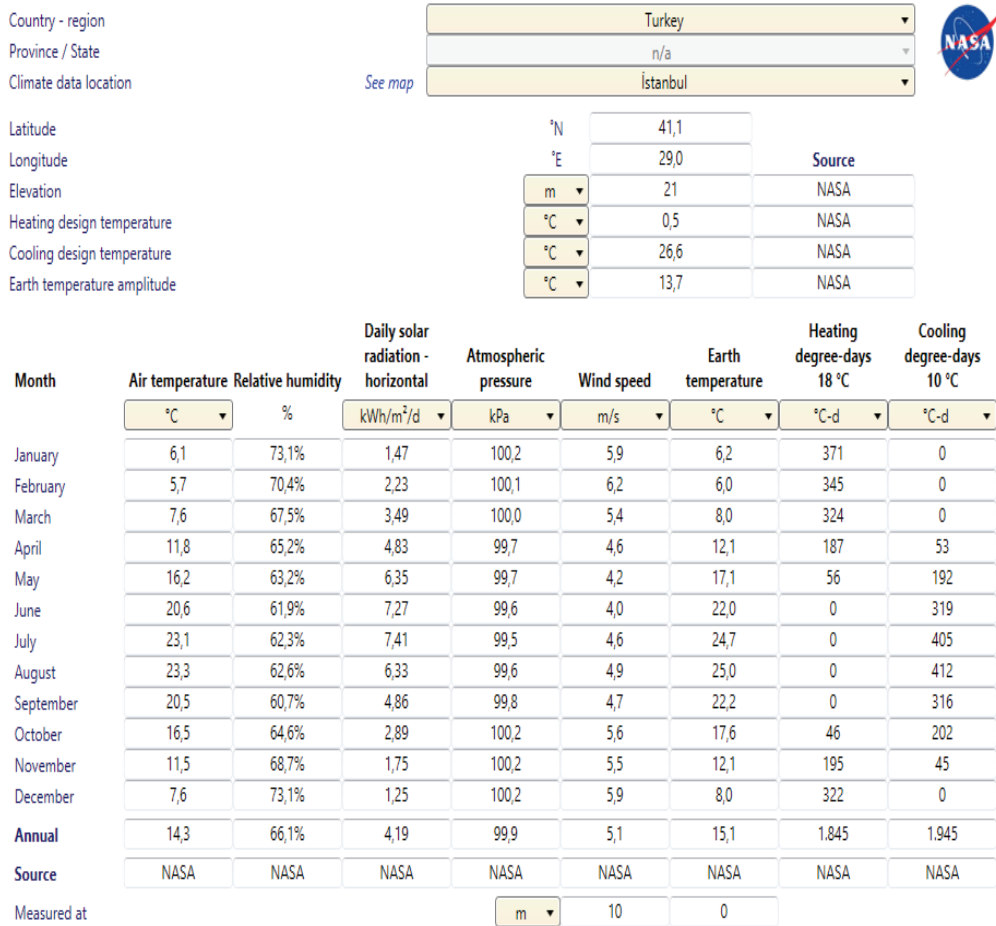 Country - region Turkey
Province / State n/a
Climate data location See map İstanbul
NASA
Latitude °N 41,1
Longitude °E 29,0 Source
Elevation m 21 NASA
Heating design temperature °C 0,5 NASA
Cooling design temperature °C 26,6 NASA
Earth temperature amplitude °C 13,7 NASA
Month Air temperature Relative humidity Daily solar radiation - horizontal Atmospheric pressure Wind speed Earth temperature Heating degree-days 18 °C Cooling degree-days 10 °C
°C % kWh/m²/d kPa m/s °C °C-d °C-d
January 6,1 73,1% 1,47 100,2 5,9 6,2 371 0
February 5,7 70,4% 2,23 100,1 6,2 6,0 345 0
March 7,6 67,5% 3,49 100,0 5,4 8,0 324 0
April 11,8 65,2% 4,83 99,7 4,6 12,1 187 53
May 16,2 63,2% 6,35 99,7 4,2 17,1 56 192
June 20,6 61,9% 7,27 99,6 4,0 22,0 0 319
July 23,1 62,3% 7,41 99,5 4,6 24,7 0 405
August 23,3 62,6% 6,33 99,6 4,9 25,0 0 412
September 20,5 60,7% 4,86 99,8 4,7 22,2 0 316
October 16,5 64,6% 2,89 100,2 5,6 17,6 46 202
November 11,5 68,7% 1,75 100,2 5,5 12,1 195 45
December 7,6 73,1% 1,25 100,2 5,9 8,0 322 0
Annual 14,3 66,1% 4,19 99,9 5,1 15,1 1.845 1.945
Source NASA NASA NASA NASA NASA NASA NASA NASA
Measured at m 10 0